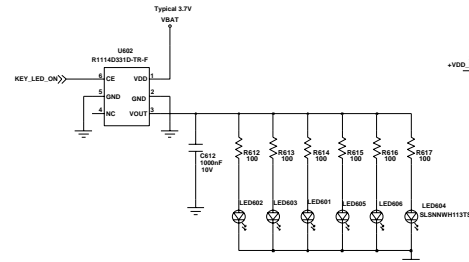 Typical 3.7V
VBAT
U602
R1114D331D-TR-F
+VDD_
KEY_LED_ON
6 CE VDD 1
5 GND GND 2
4 NC VOUT 3
C612
1000nF
10V
R612
100
R613
100
R614
100
R615
100
R616
100
R617
100
LED602
LED603
LED601
LED605
LED606
LED604
SLSNNWH113TS